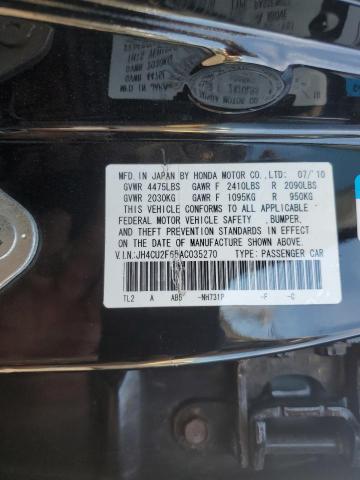 MFD. IN JAPAN BY HONDA MOTOR CO., LTD. 07/'10
GVWR 4475LBS GAWR F 2410LBS R 2090LBS
GVWR 2030KG GAWR F 1095KG R 950KG
THIS VEHICLE CONFORMS TO ALL APPLICABLE
FEDERAL MOTOR VEHICLE SAFETY, BUMPER,
AND THEFT PREVENTION STANDARDS IN EFFECT
ON THE DATE OF MANUFACTURE SHOWN ABOVE.
V.I.N.: TYPE: PASSENGER CAR
TL2 A AB5 -NH731P -F -C